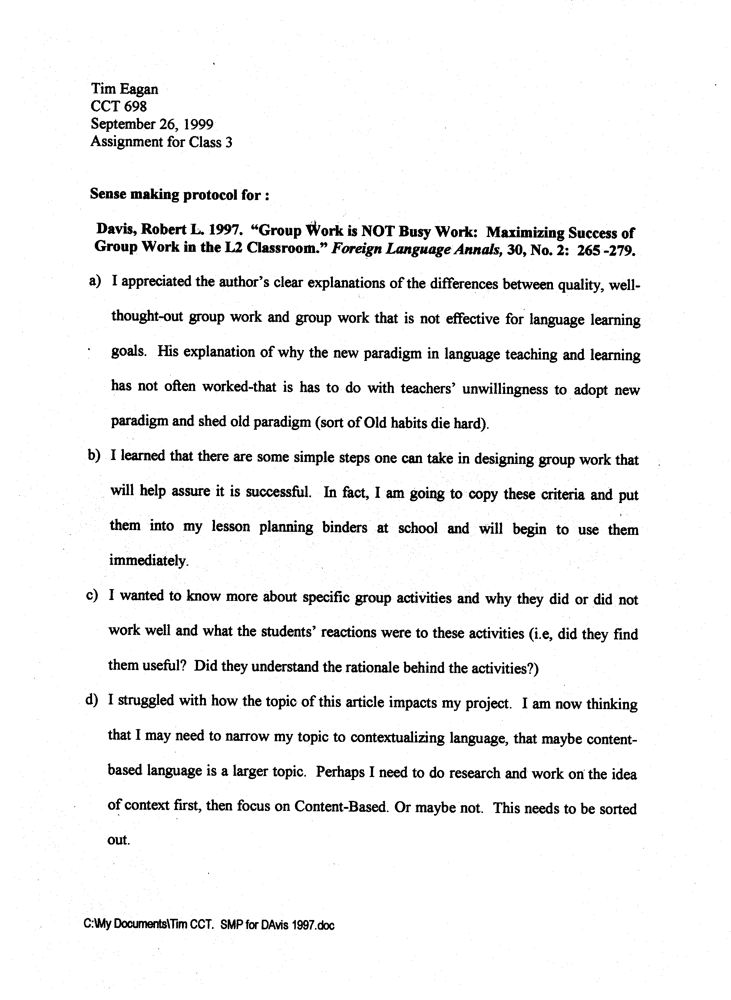 Tim Eagan
CCT 698
September 26, 1999
Assignment for Class 3
Sense making protocol for :
Davis, Robert L. 1997. “Group Work is NOT Busy Work: Maximizing Success of
Group Work in the L2 Classroom.” Foreign Language Annals, 30, No. 2: 265 -279.
a) I appreciated the author’s clear explanations of the differences between quality, well-
thought-out group work and group work that is not effective for language learning
goals. His explanation of why the new paradigm in language teaching and learning
has not often worked-that is has to do with teachers’ unwillingness to adopt new
paradigm and shed old paradigm (sort of Old habits die hard).
b) I learned that there are some simple steps one can take in designing group work that
will help assure it is successful. In fact, I am going to copy these criteria and put
them into my lesson planning binders at school and will begin to use them
immediately.
c) I wanted to know more about specific group activities and why they did or did not
work well and what the students’ reactions were to these activities (i.e, did they find
them useful? Did they understand the rationale behind the activities?)
d) I struggled with how the topic of this article impacts my project. I am now thinking
that I may need to narrow my topic to contextualizing language, that maybe content-
based language is a larger topic. Perhaps I need to do research and work on the idea
of context first, then focus on Content-Based. Or maybe not. This needs to be sorted
out.
C:\My Documents\Tim CCT. SMP for DAvis 1997.doc